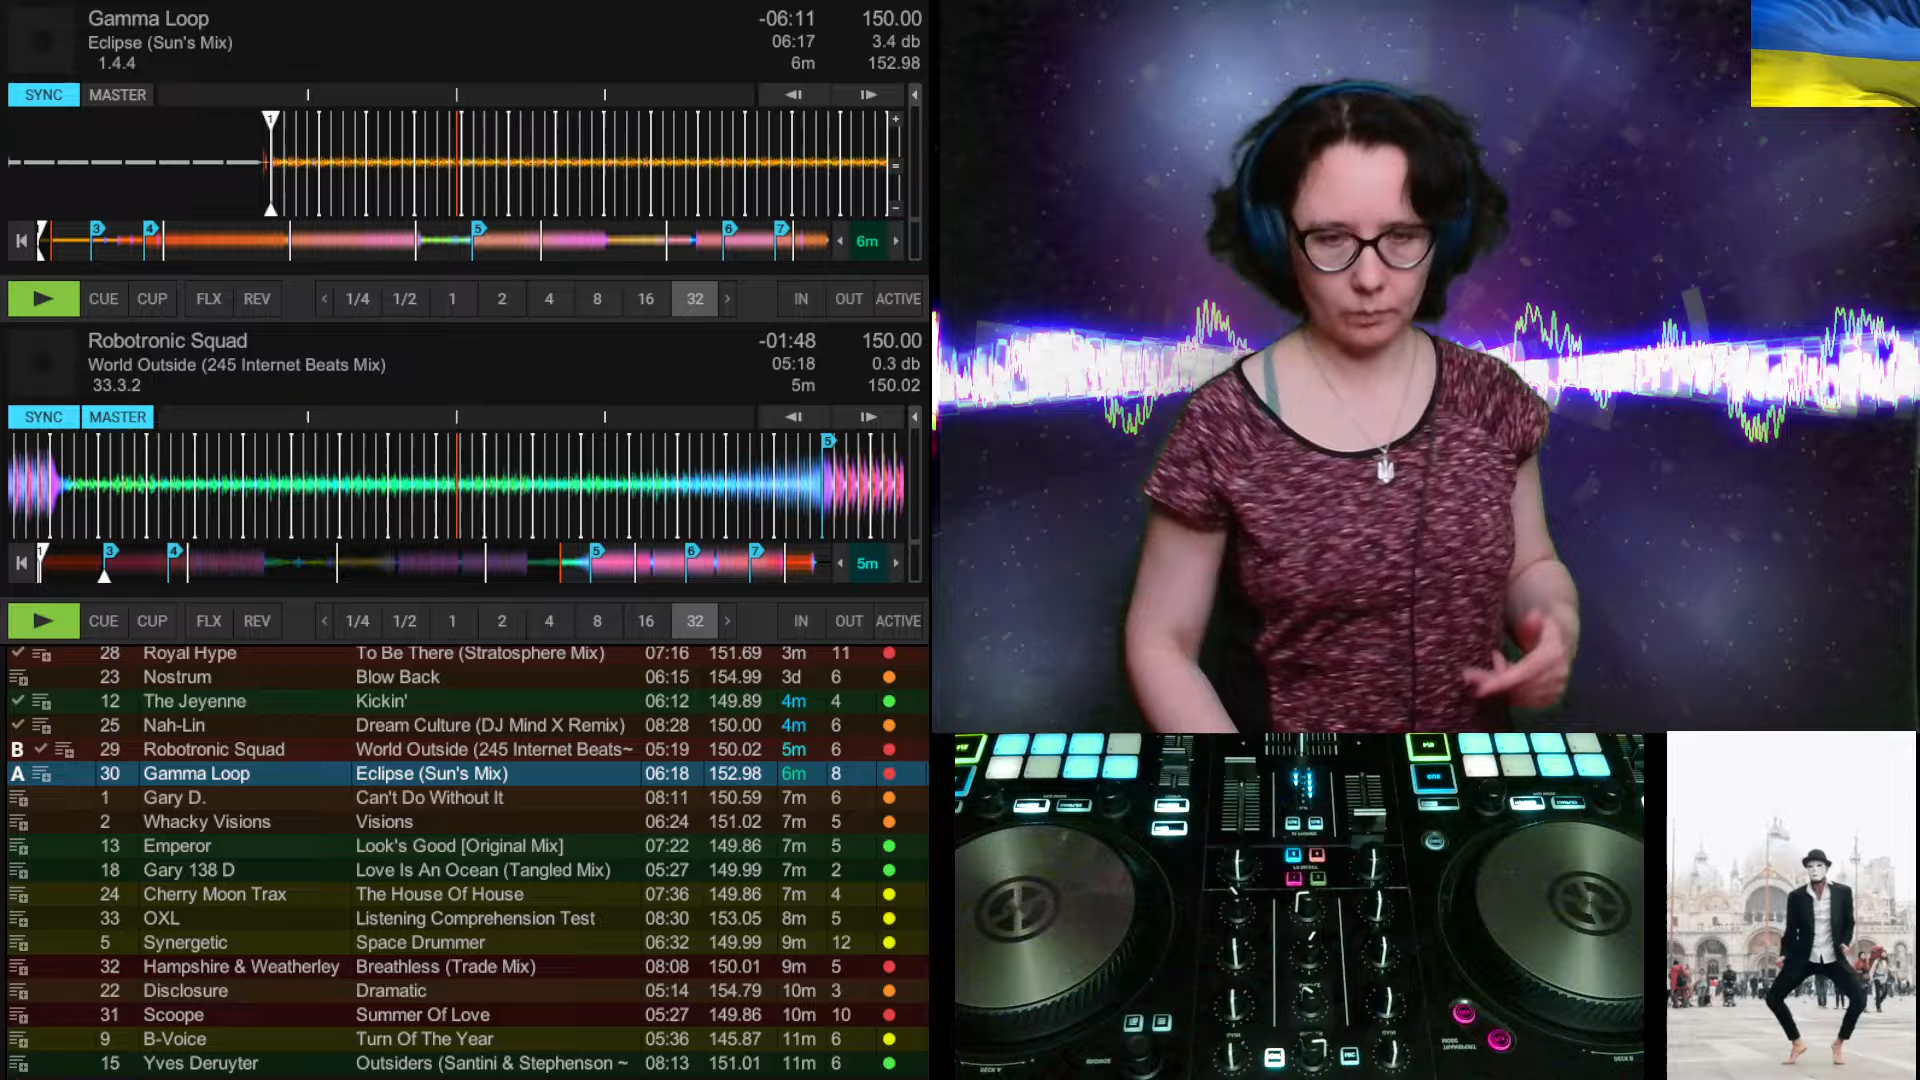 Gamma Loop -06:11 150.00
Eclipse (Sun's Mix) 06:17 3.4 db
1.4.4 6m 152.98
SYNC MASTER
1
3 4 5 6 7 6m
CUE CUP FLX REV 1/4 1/2 1 2 4 8 16 32 IN OUT ACTIVE
Robotronic Squad -01:48 150.00
World Outside (245 Internet Beats Mix) 05:18 0.3 db
33.3.2 5m 150.02
SYNC MASTER
5
1 3 4 5 6 7 5m
CUE CUP FLX REV 1/4 1/2 1 2 4 8 16 32 IN OUT ACTIVE
28 Royal Hype To Be There (Stratosphere Mix) 07:16 151.69 3m 11
23 Nostrum Blow Back 06:15 154.99 3d 6
12 The Jeyenne Kickin' 06:12 149.89 4m 4
25 Nah-Lin Dream Culture (DJ Mind X Remix) 08:28 150.00 4m 6
B 29 Robotronic Squad World Outside (245 Internet Beats~ 05:19 150.02 5m 6
A 30 Gamma Loop Eclipse (Sun's Mix) 06:18 152.98 6m 8
1 Gary D. Can't Do Without It 08:11 150.59 7m 6
2 Whacky Visions Visions 06:24 151.02 7m 5
13 Emperor Look's Good [Original Mix] 07:22 149.86 7m 5
18 Gary 138 D Love Is An Ocean (Tangled Mix) 05:27 149.99 7m 2
24 Cherry Moon Trax The House Of House 07:36 149.86 7m 4
33 OXL Listening Comprehension Test 08:30 153.05 8m 5
5 Synergetic Space Drummer 06:32 149.99 9m 12
32 Hampshire & Weatherley Breathless (Trade Mix) 08:08 150.01 9m 5
22 Disclosure Dramatic 05:14 154.79 10m 3
31 Scoope Summer Of Love 05:27 149.86 10m 10
9 B-Voice Turn Of The Year 05:36 145.87 11m 6
15 Yves Deruyter Outsiders (Santini & Stephenson ~ 08:13 151.01 11m 6